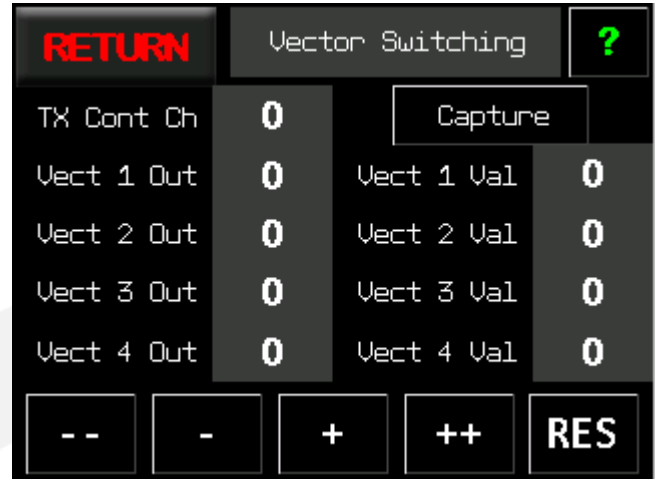 RETURN Vector Switching ?
TX Cont Ch 0 Capture
Vect 1 Out 0 Vect 1 Val 0
Vect 2 Out 0 Vect 2 Val 0
Vect 3 Out 0 Vect 3 Val 0
Vect 4 Out 0 Vect 4 Val 0
-- - + ++ RES